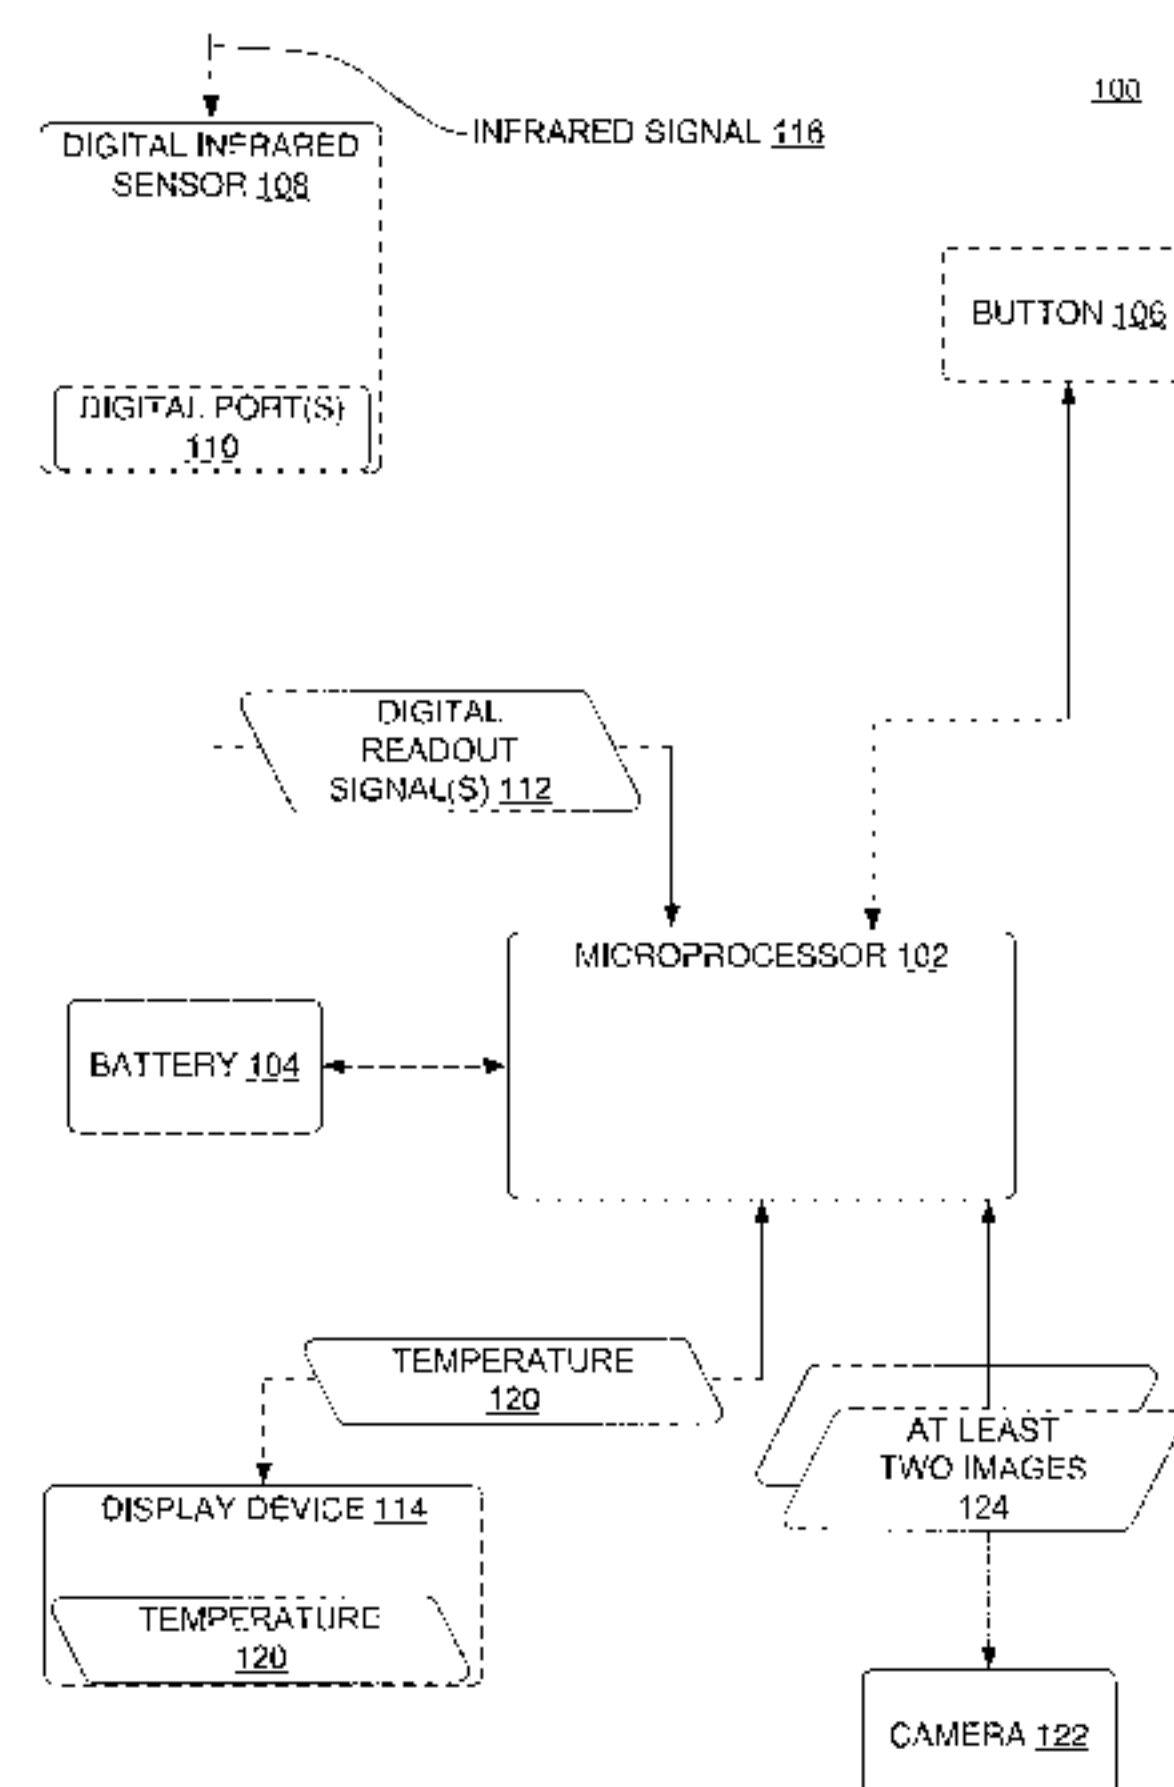 100
INFRARED SIGNAL 116
DIGITAL INFRARED
SENSOR 108
BUTTON 106
DIGITAL PORT(S)
110
DIGITAL
READOUT
SIGNAL(S) 112
MICROPROCESSOR 102
BATTERY 104
TEMPERATURE
120
AT LEAST
TWO IMAGES
124
DISPLAY DEVICE 114
TEMPERATURE
120
CAMERA 122